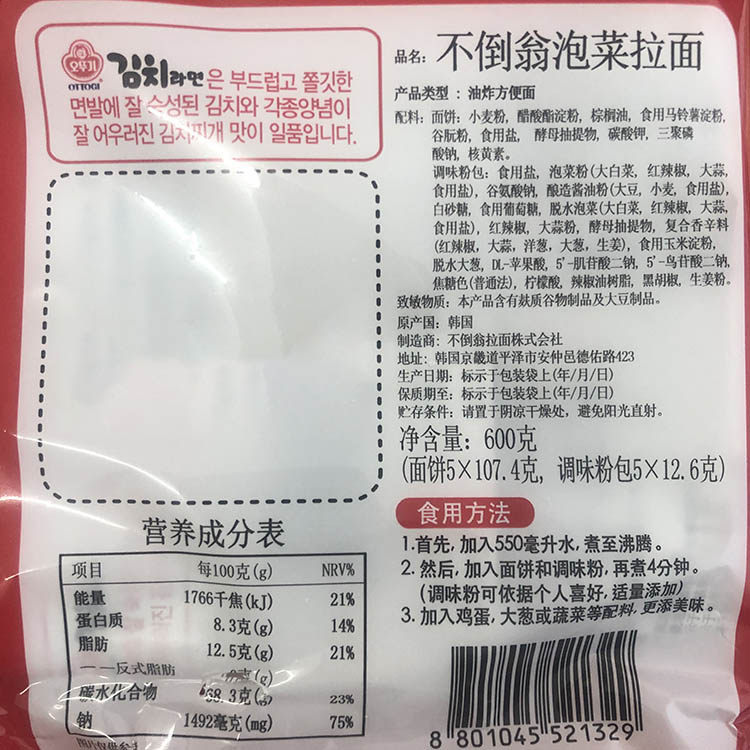 오뚜기
OTTOGI
김치라면은 부드럽고 쫄깃한
면발에 잘 숙성된 김치와 각종양념이
잘 어우러진 김치찌개 맛이 일품입니다.
품名: 不倒翁泡菜拉面
产品类型: 油炸方便面
配料: 面饼: 小麦粉, 醋酸酯淀粉, 棕榈油, 食用马铃薯淀粉,
谷朊粉, 食用盐, 酵母抽提物, 碳酸钾, 三聚磷
酸钠, 核黄素。
调味粉包: 食用盐, 泡菜粉(大白菜, 红辣椒, 大蒜,
食用盐), 谷氨酸钠, 酿造酱油粉(大豆, 小麦, 食用盐),
白砂糖, 食用葡萄糖, 脱水泡菜(大白菜, 红辣椒, 大蒜,
食用盐), 红辣椒, 大蒜粉, 酵母抽提物, 复合香辛料
(红辣椒, 大蒜, 洋葱, 大葱, 生姜), 食用玉米淀粉,
脱水大葱, DL-苹果酸, 5'-肌苷酸二钠, 5'-鸟苷酸二钠,
焦糖色(普通法), 柠檬酸, 辣椒油树脂, 黑胡椒, 生姜粉。
致敏物质: 本产品含有麸质谷物制品及大豆制品。
原产国: 韩国
制造商: 不倒翁拉面株式会社
地址: 韩国京畿道平泽市安仲邑德佑路423
生产日期: 标示于包装袋上(年/月/日)
保质期至: 标示于包装袋上(年/月/日)
贮存条件: 请置于阴凉干燥处, 避免阳光直射。
净含量: 600克
(面饼5×107.4克, 调味粉包5×12.6克)
食用方法
1.首先, 加入550毫升水, 煮至沸腾。
2. 然后, 加入面饼和调味粉, 再煮4分钟。
(调味粉可依据个人喜好, 适量添加)
3. 加入鸡蛋, 大葱或蔬菜等配料, 更添美味。
营养成分表
项目 每100克(g) NRV%
能量 1766千焦(kJ) 21%
蛋白质 8.3克(g) 14%
脂肪 12.5克(g) 21%
——反式脂肪 0克(g)
碳水化合物 68.3克(g) 23%
钠 1492毫克(mg) 75%
8 801045 521329